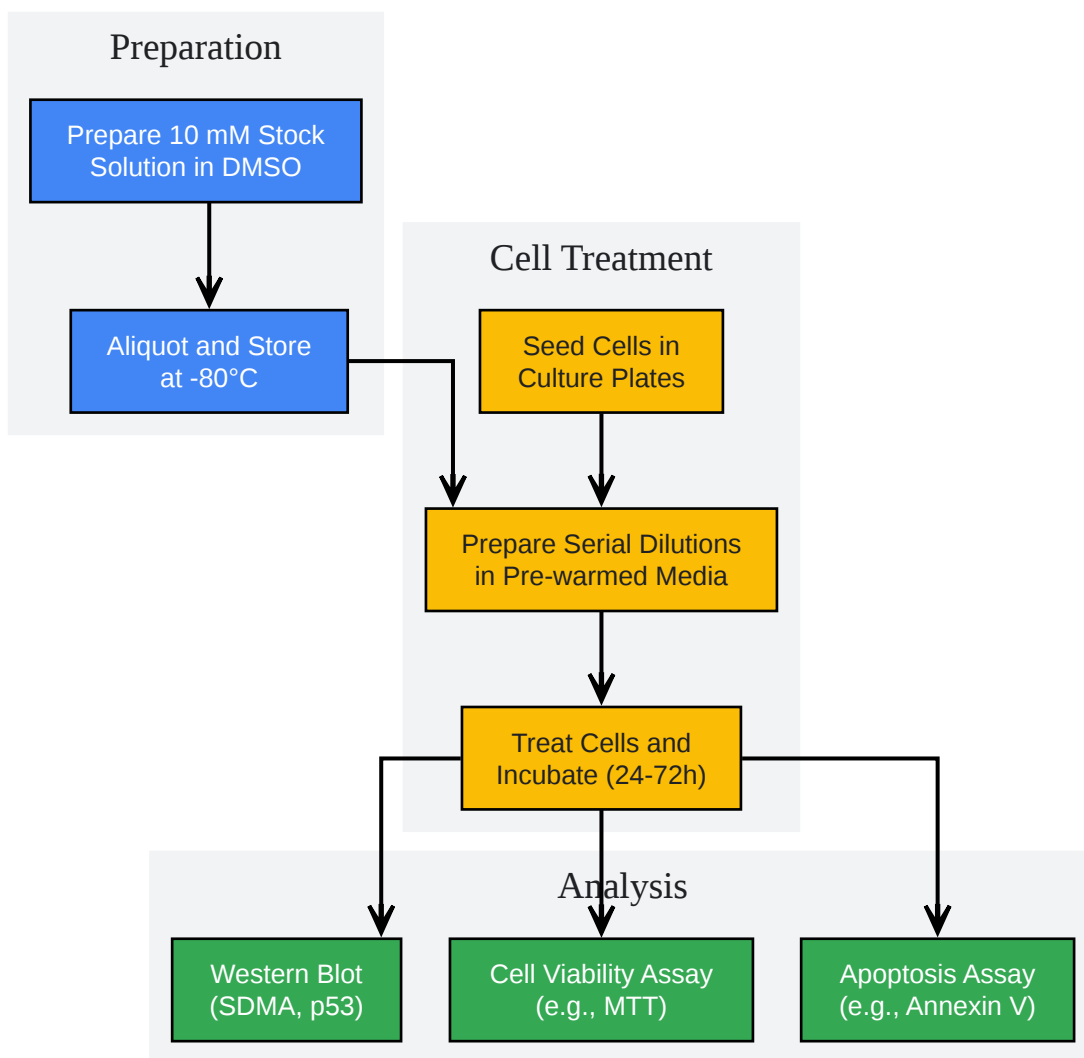 Preparation
Prepare 10 mM Stock
Solution in DMSO
Aliquot and Store
at -80°C
Cell Treatment
Seed Cells in
Culture Plates
Prepare Serial Dilutions
in Pre-warmed Media
Treat Cells and
Incubate (24-72h)
Analysis
Western Blot
(SDMA, p53)
Cell Viability Assay
(e.g., MTT)
Apoptosis Assay
(e.g., Annexin V)